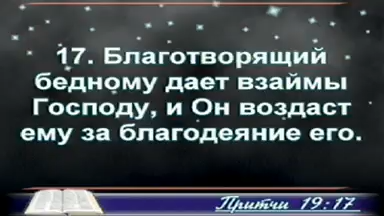 17. Благотворящий
бедному дает взаймы
Господу, и Он воздаст
ему за благодеяние его.
Притчи 19:17